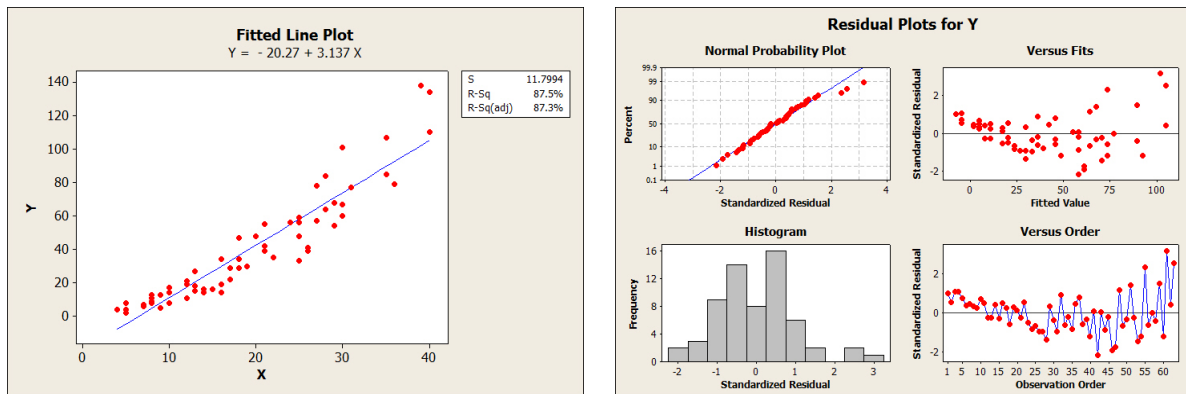 Fitted Line Plot
Y = - 20.27 + 3.137 X
S 11.7994
R-Sq 87.5%
R-Sq(adj) 87.3%
140
120
100
80
60
40
20
0
Y
0 10 20 30 40
X
Residual Plots for Y
Normal Probability Plot
99.9
99
90
50
10
1
0.1
Percent
-4 -2 0 2 4
Standardized Residual
Versus Fits
2
0
-2
Standardized Residual
0 25 50 75 100
Fitted Value
Histogram
16
12
8
4
0
Frequency
-2 -1 0 1 2 3
Standardized Residual
Versus Order
2
0
-2
Standardized Residual
1 5 10 15 20 25 30 35 40 45 50 55 60
Observation Order